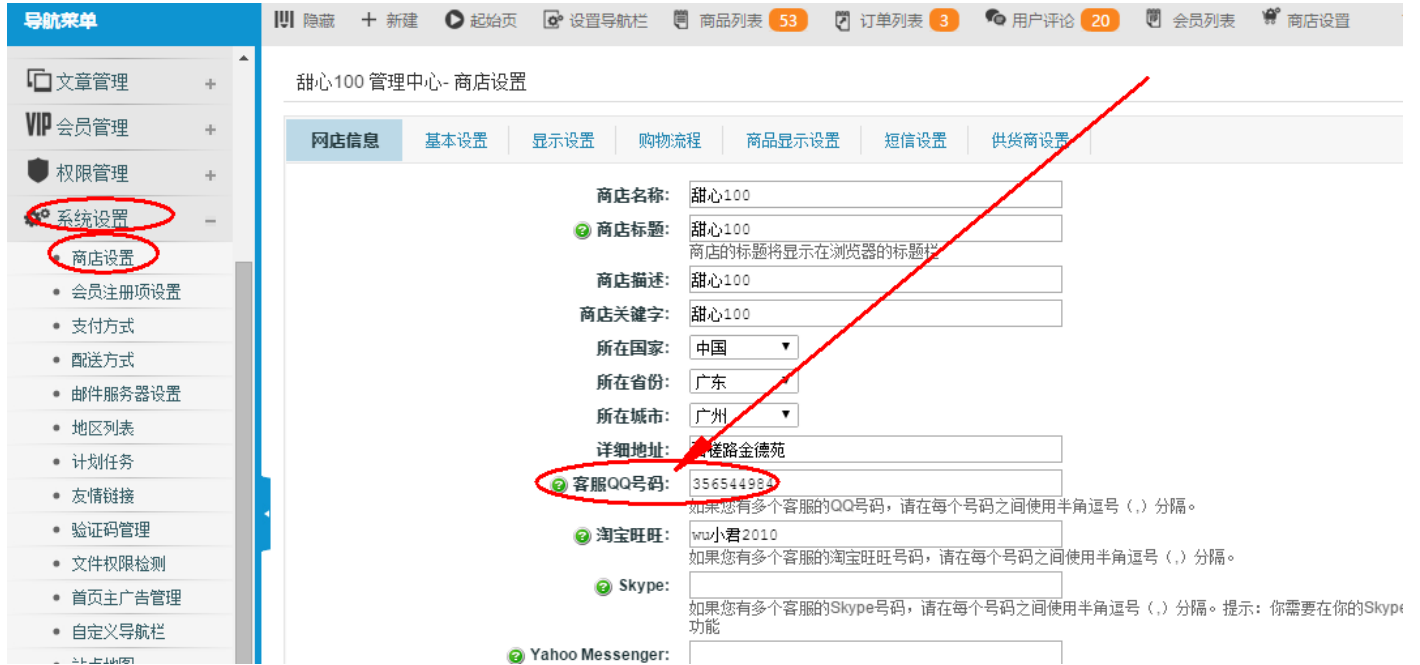 导航菜单
隐藏 新建 起始页 设置导航栏 商品列表 53 订单列表 3 用户评论 20 会员列表 商店设置
文章管理
VIP 会员管理
权限管理
系统设置
商店设置
会员注册项设置
支付方式
配送方式
邮件服务器设置
地区列表
计划任务
友情链接
验证码管理
文件权限检测
首页主广告管理
自定义导航栏
站点地图
甜心100 管理中心- 商店设置
网店信息 基本设置 显示设置 购物流程 商品显示设置 短信设置 供货商设置
商店名称: 甜心100
商店标题: 甜心100
商店的标题将显示在浏览器的标题栏
商店描述: 甜心100
商店关键字: 甜心100
所在国家: 中国
所在省份: 广东
所在城市: 广州
详细地址: 槎路金德苑
客服QQ号码: 356544984
如果您有多个客服的QQ号码，请在每个号码之间使用半角逗号（,）分隔。
淘宝旺旺: wu小君2010
如果您有多个客服的淘宝旺旺号码，请在每个号码之间使用半角逗号（,）分隔。
Skype:
如果您有多个客服的Skype号码，请在每个号码之间使用半角逗号（,）分隔。提示：你需要在你的Skype
功能
Yahoo Messenger: